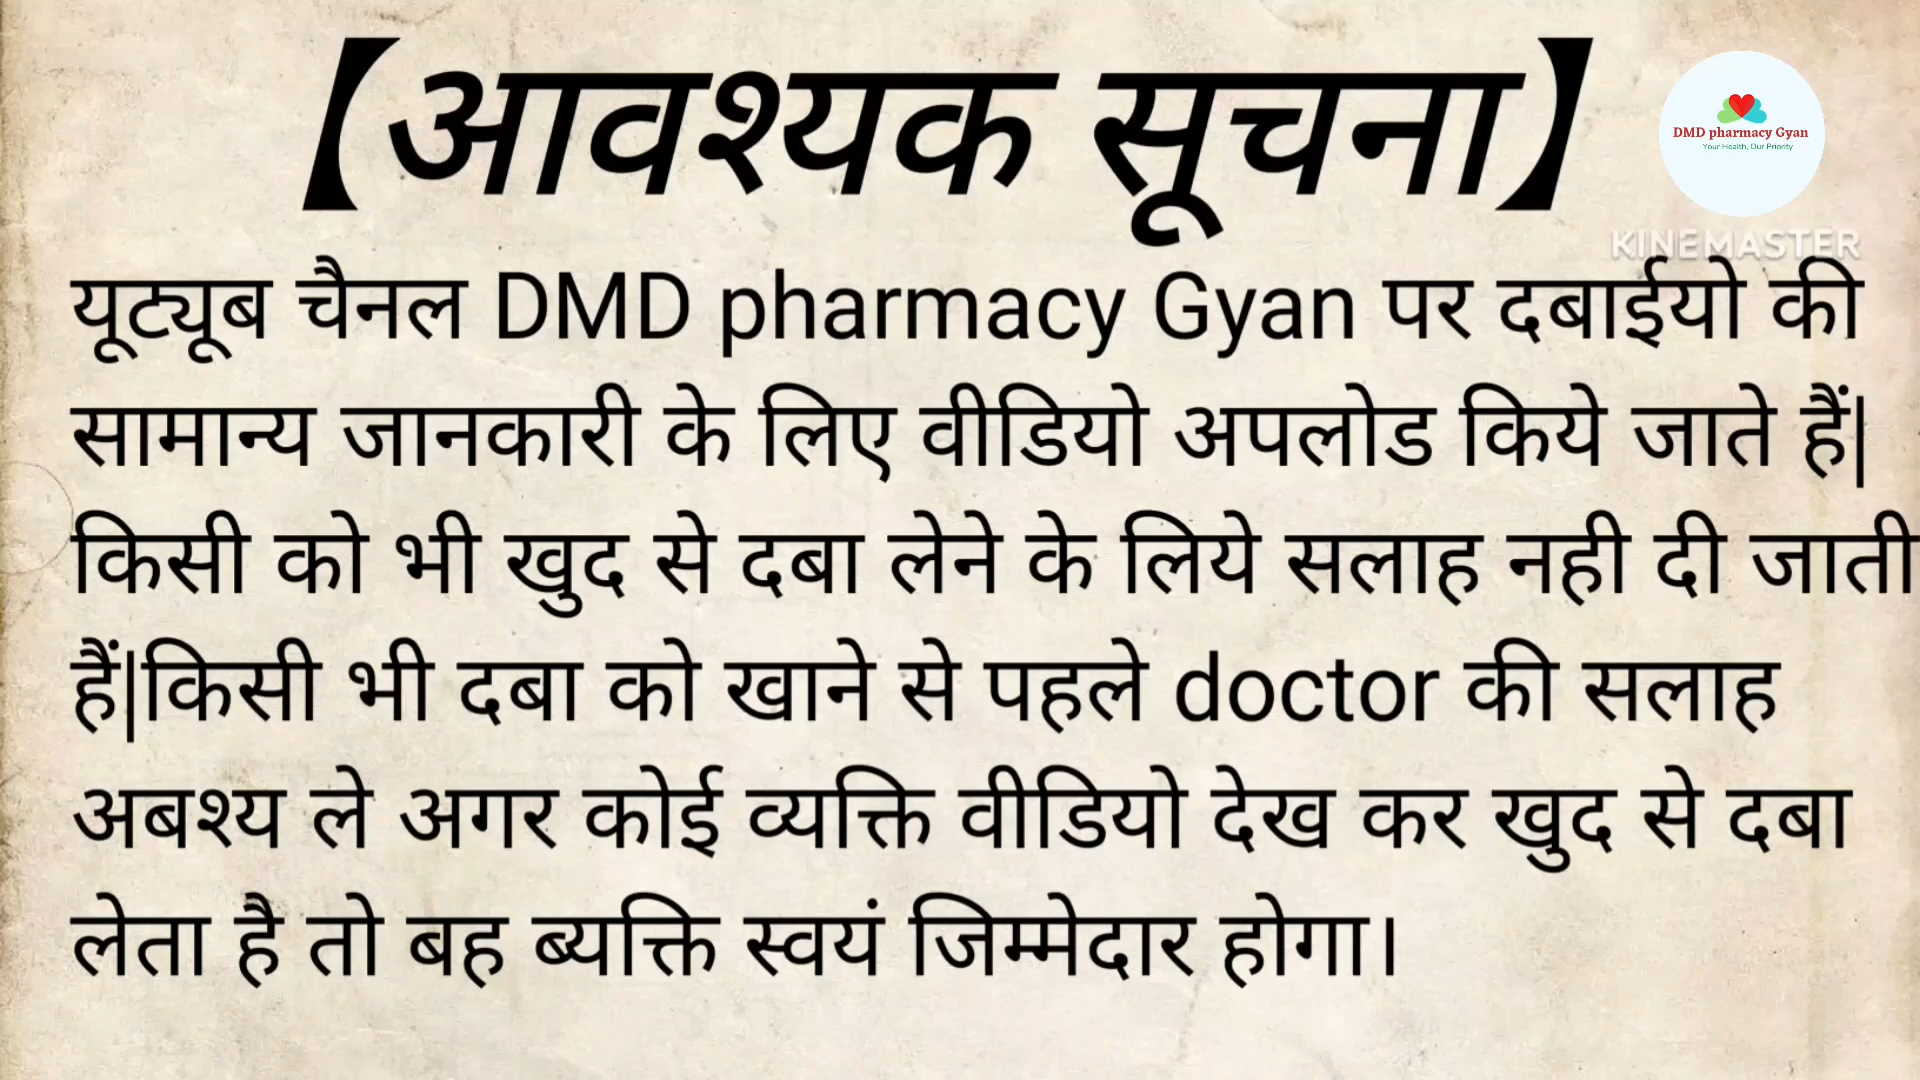 【आवश्यक सूचना】
DMD pharmacy Gyan
Your Health, Our Priority
KINEMASTER
यूट्यूब चैनल DMD pharmacy Gyan पर दबाईयो की
सामान्य जानकारी के लिए वीडियो अपलोड किये जाते हैं|
किसी को भी खुद से दबा लेने के लिये सलाह नही दी जाती
हैं|किसी भी दबा को खाने से पहले doctor की सलाह
अबश्य ले अगर कोई व्यक्ति वीडियो देख कर खुद से दबा
लेता है तो बह ब्यक्ति स्वयं जिम्मेदार होगा।